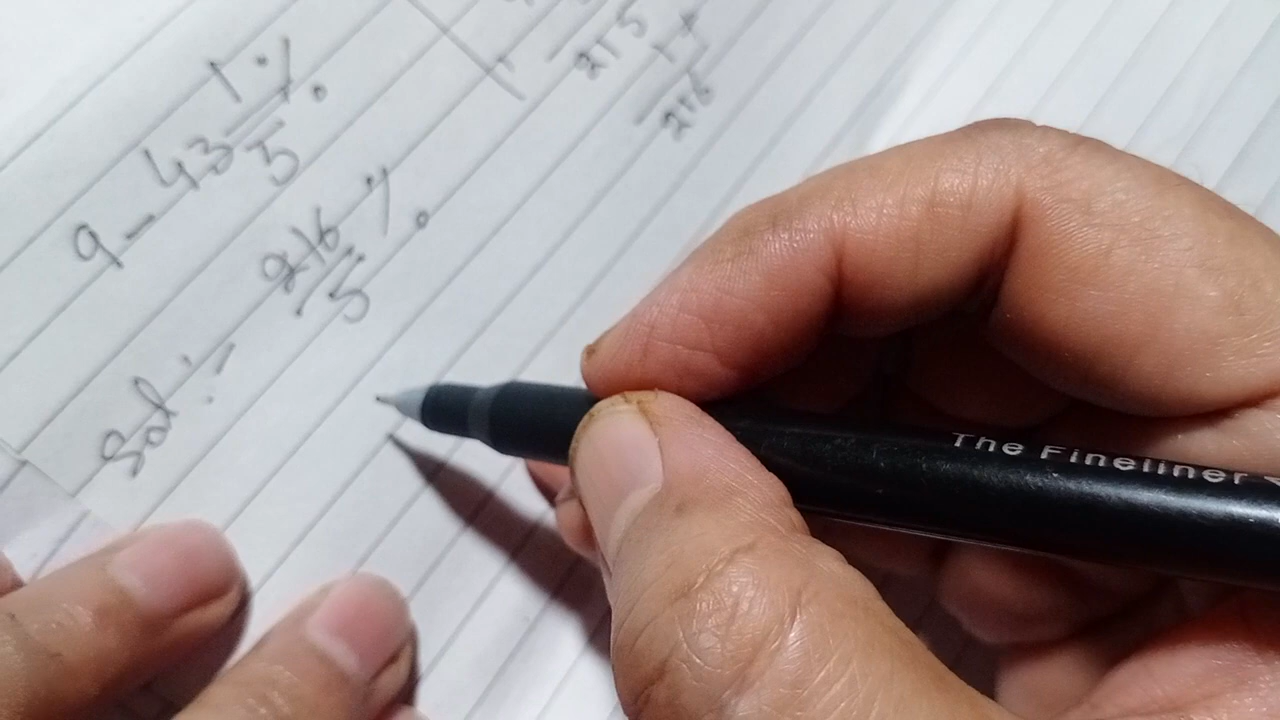 9- 43 1/5 %.
Sol:- 216/5 %.
215
1+
216
The Fineliner